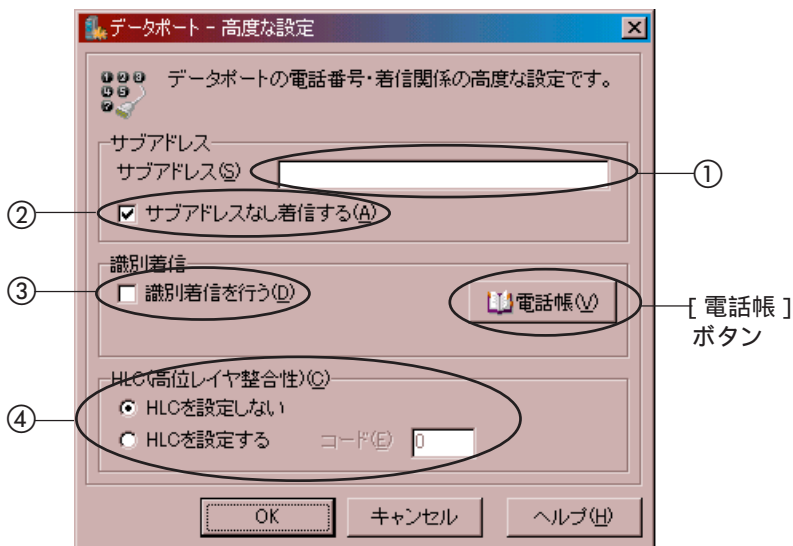 データポート - 高度な設定
データポートの電話番号・着信関係の高度な設定です。
サブアドレス
サブアドレス(S)
①
② サブアドレスなし着信する(A)
識別着信
③ 識別着信を行う(D)
電話帳(V)
[ 電話帳 ]
ボタン
HLC(高位レイヤ整合性)(C)
④ HLCを設定しない
HLCを設定する コード(E) 0
OK キャンセル ヘルプ(H)